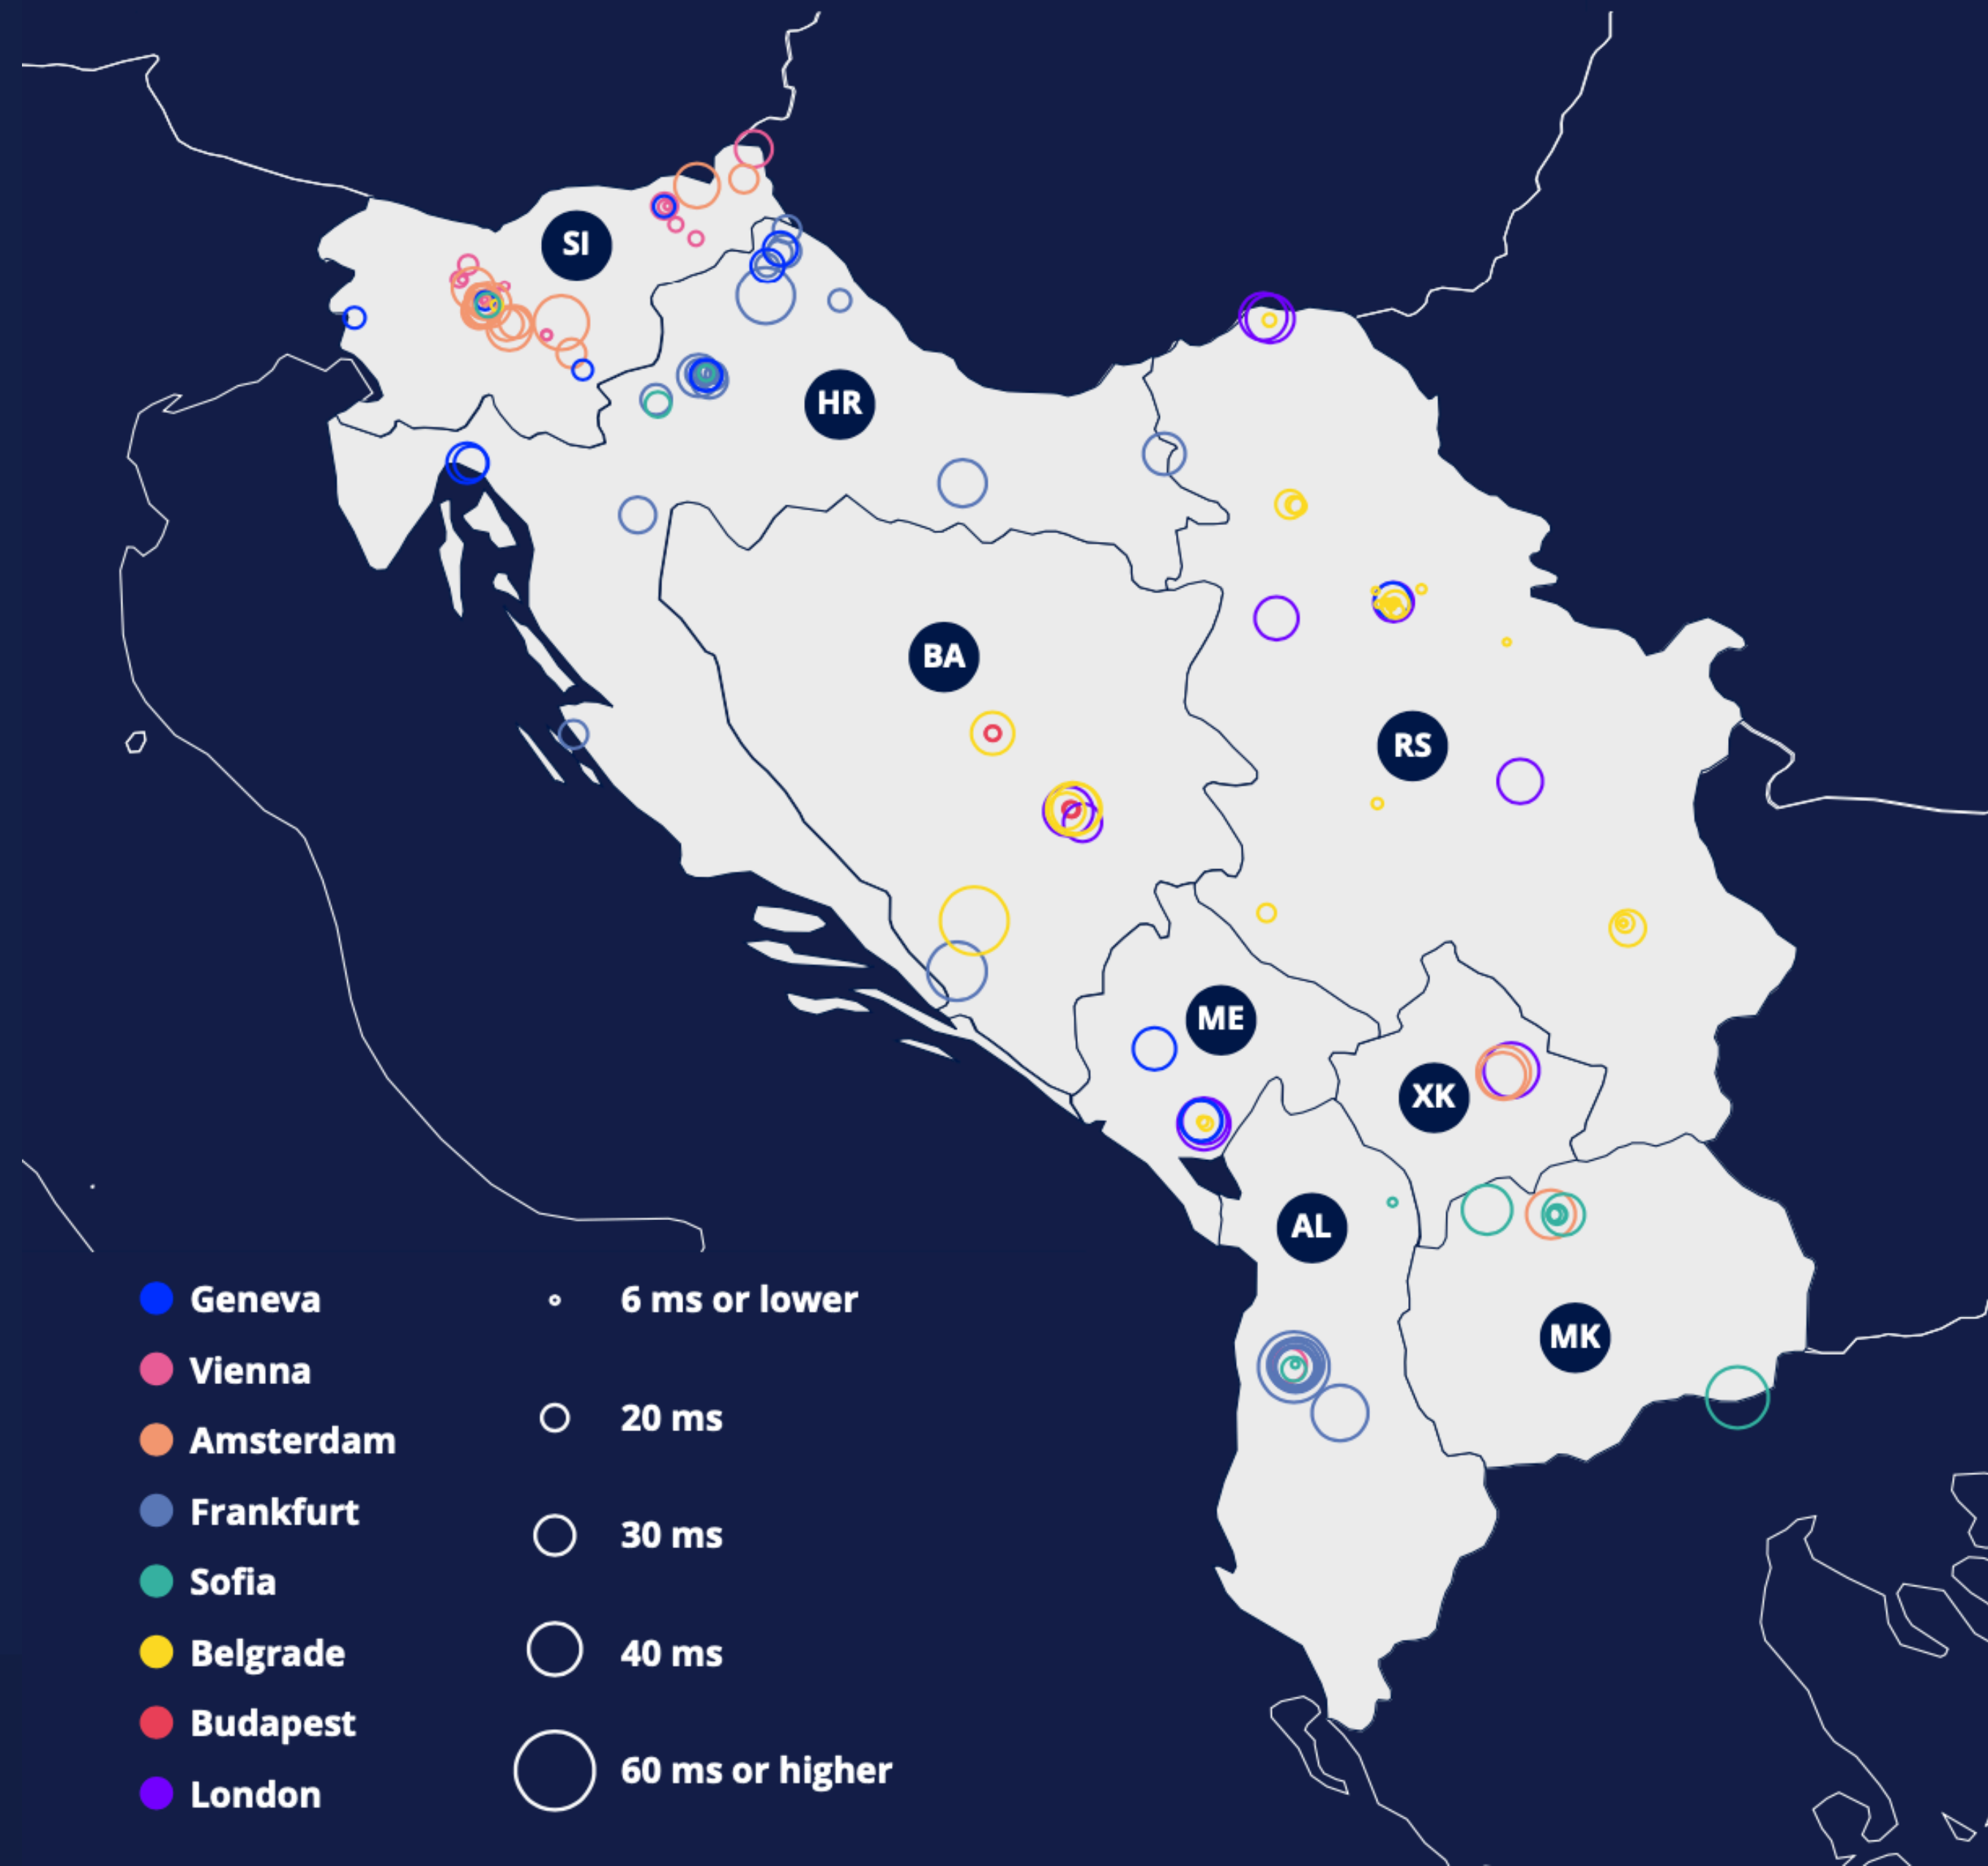 SI
HR
BA
RS
ME
XK
AL
MK
Geneva
6 ms or lower
Vienna
20 ms
Amsterdam
Frankfurt
30 ms
Sofia
Belgrade
40 ms
Budapest
60 ms or higher
London